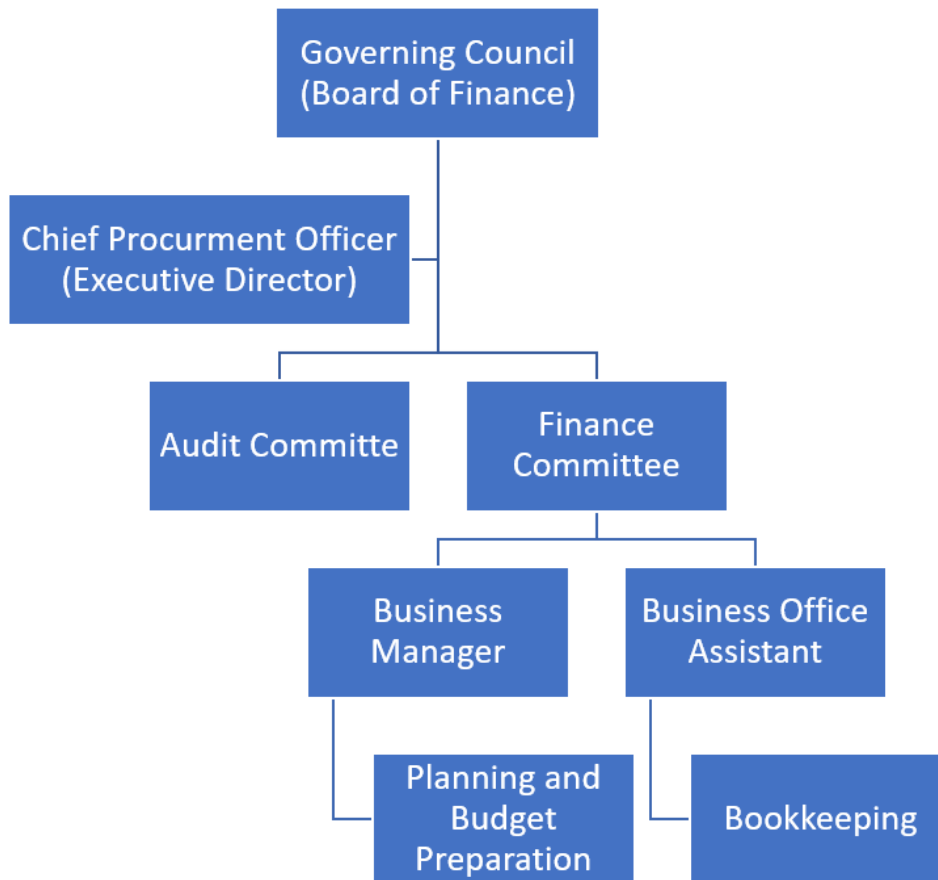 Governing Council
(Board of Finance)
Chief Procurment Officer
(Executive Director)
Audit Committe
Finance
Committee
Business
Manager
Business Office
Assistant
Planning and
Budget
Preparation
Bookkeeping